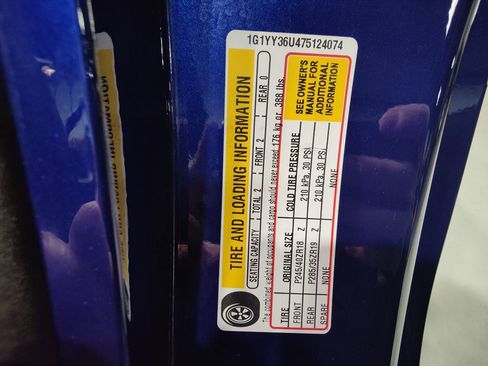 1G1YY36U475124074
TIRE AND LOADING INFORMATION
SEATING CAPACITY TOTAL 2 FRONT 2 REAR 0
The combined weight of occupants and cargo should never exceed 176 kg or 388 lbs.
TIRE ORIGINAL SIZE COLD TIRE PRESSURE
FRONT P245/40ZR18 Z 210 kPa, 30 PSI
REAR P285/35ZR19 Z 210 kPa, 30 PSI
SPARE NONE NONE
SEE OWNER'S
MANUAL FOR
ADDITIONAL
INFORMATION